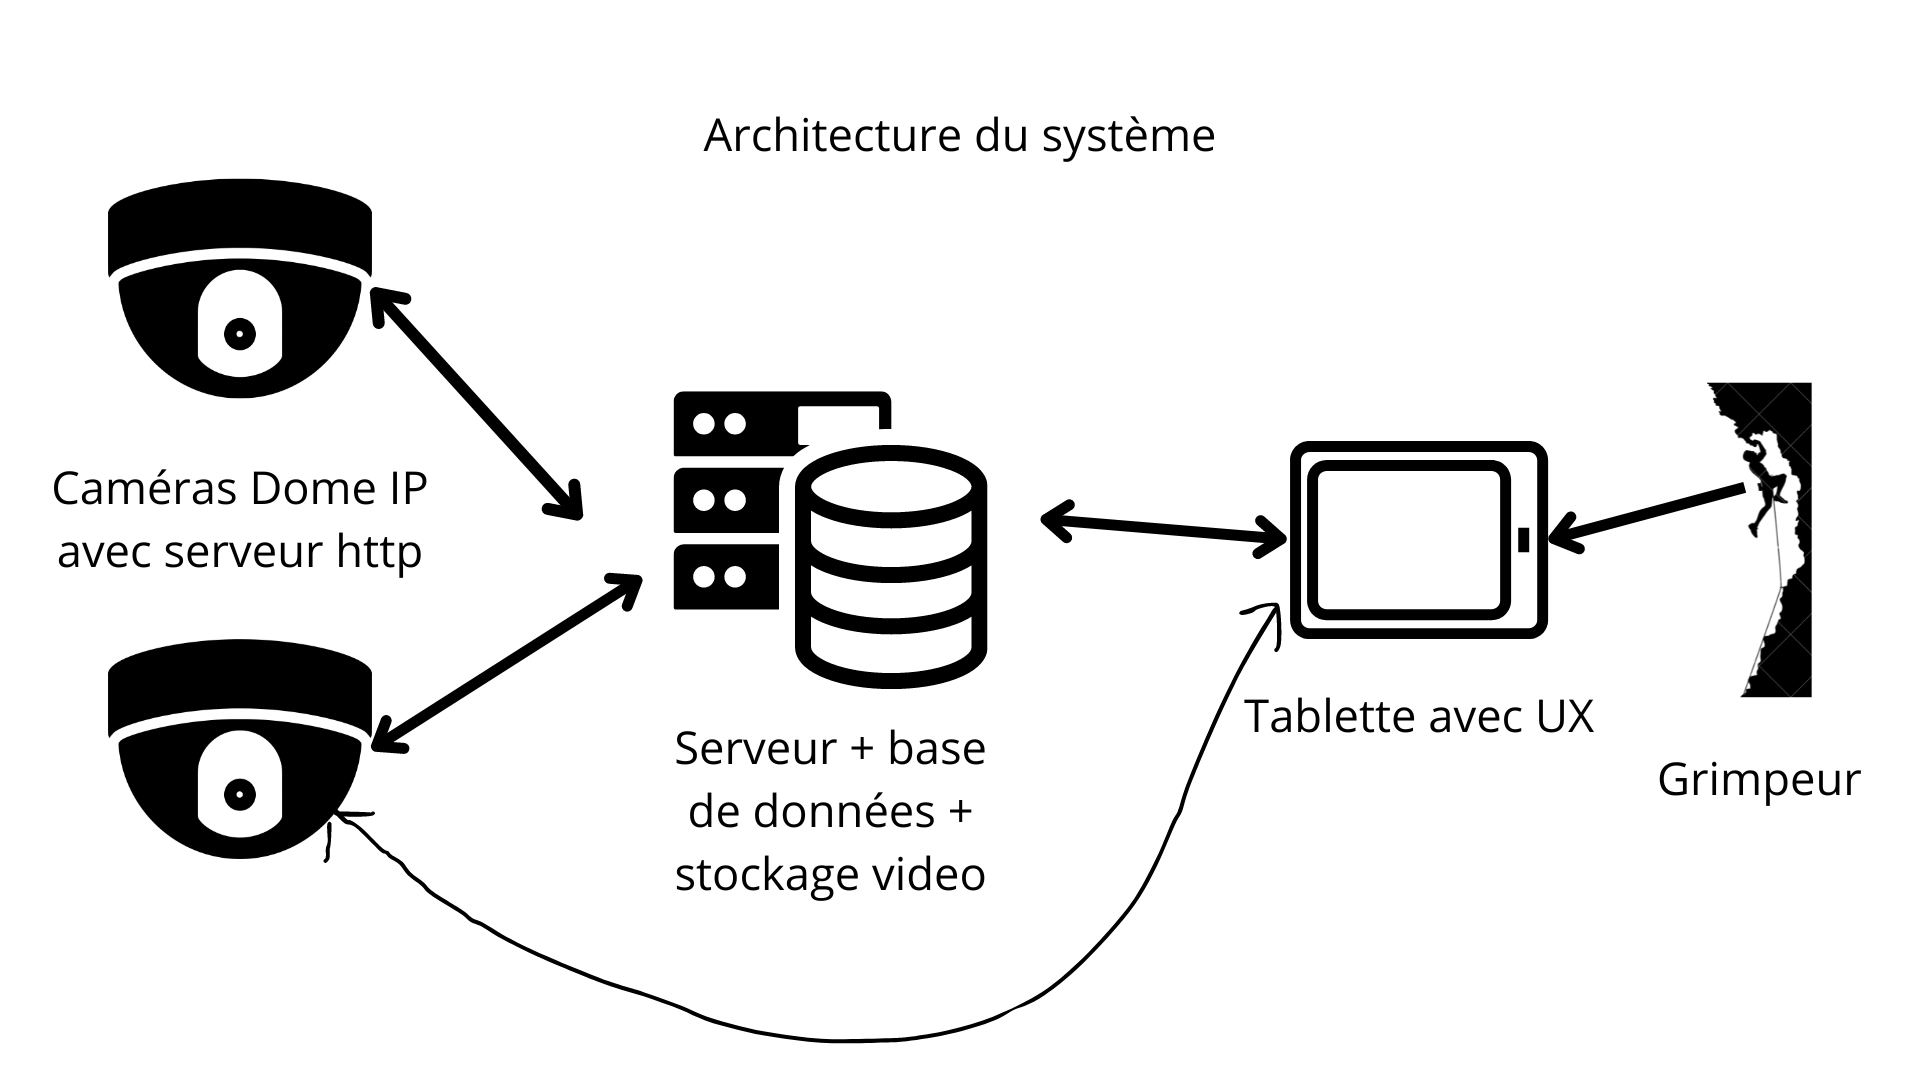 Architecture du système
Caméras Dome IP
avec serveur http
Serveur + base
de données +
stockage video
Tablette avec UX
Grimpeur